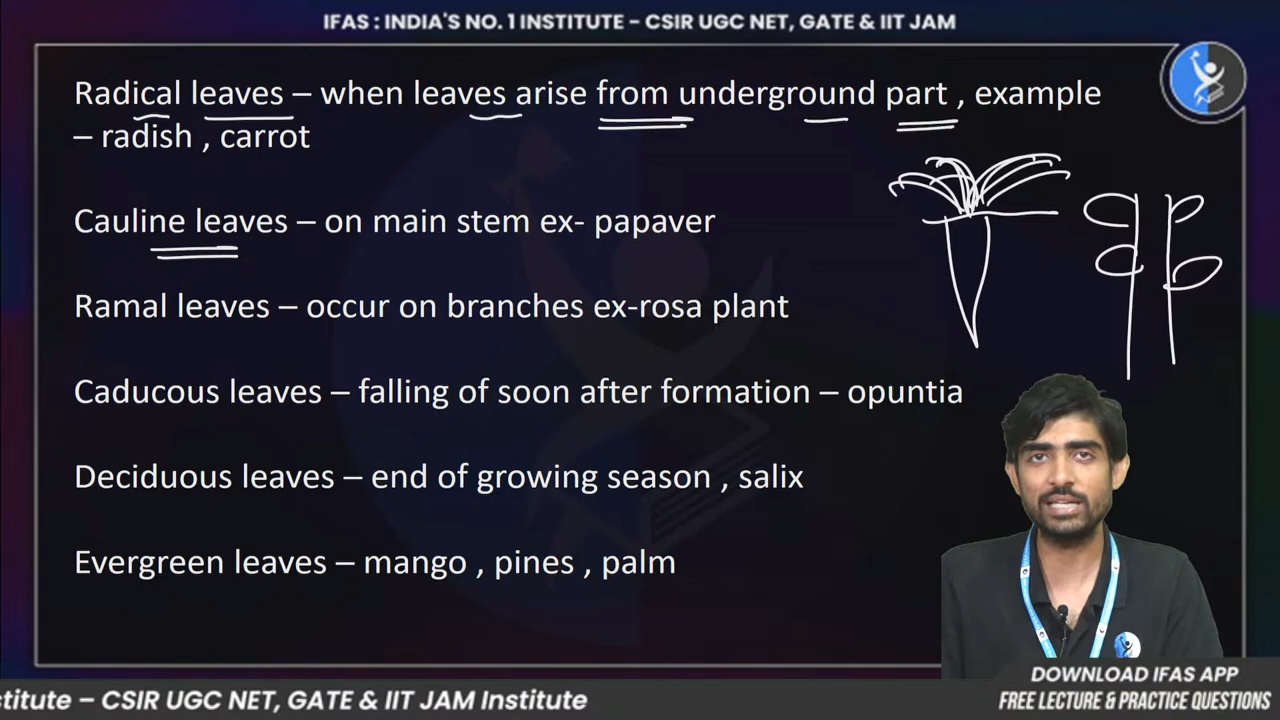 IFAS : INDIA'S NO. 1 INSTITUTE - CSIR UGC NET, GATE & IIT JAM
Radical leaves – when leaves arise from underground part , example
– radish , carrot
Cauline leaves – on main stem ex- papaver
Ramal leaves – occur on branches ex-rosa plant
Caducous leaves – falling of soon after formation – opuntia
Deciduous leaves – end of growing season , salix
Evergreen leaves – mango , pines , palm
DOWNLOAD IFAS APP
FREE LECTURE & PRACTICE QUESTIONS
stitute – CSIR UGC NET, GATE & IIT JAM Institute